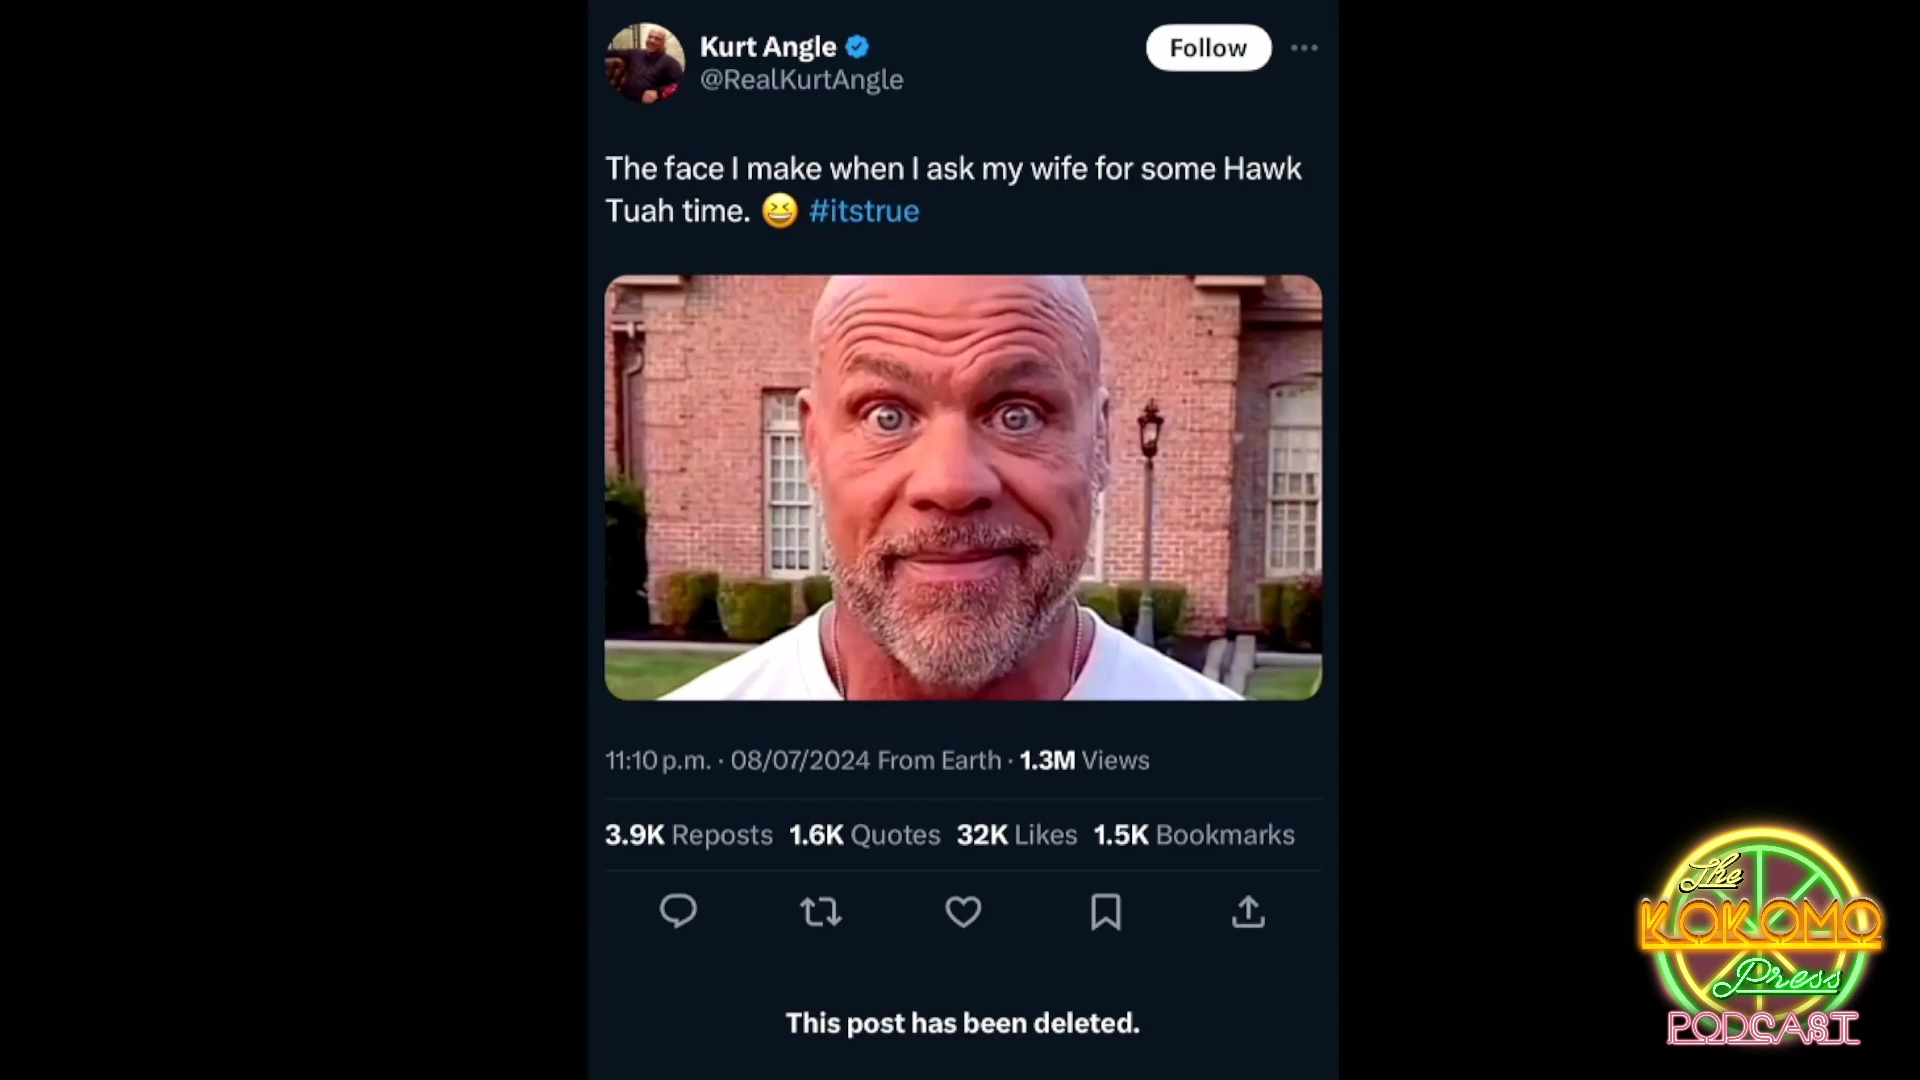 Kurt Angle
@RealKurtAngle
Follow
The face I make when I ask my wife for some Hawk
Tuah time. 😆 #itstrue
11:10 p.m. · 08/07/2024 From Earth · 1.3M Views
3.9K Reposts 1.6K Quotes 32K Likes 1.5K Bookmarks
This post has been deleted.
The
KOKOMO
Press
PODCAST